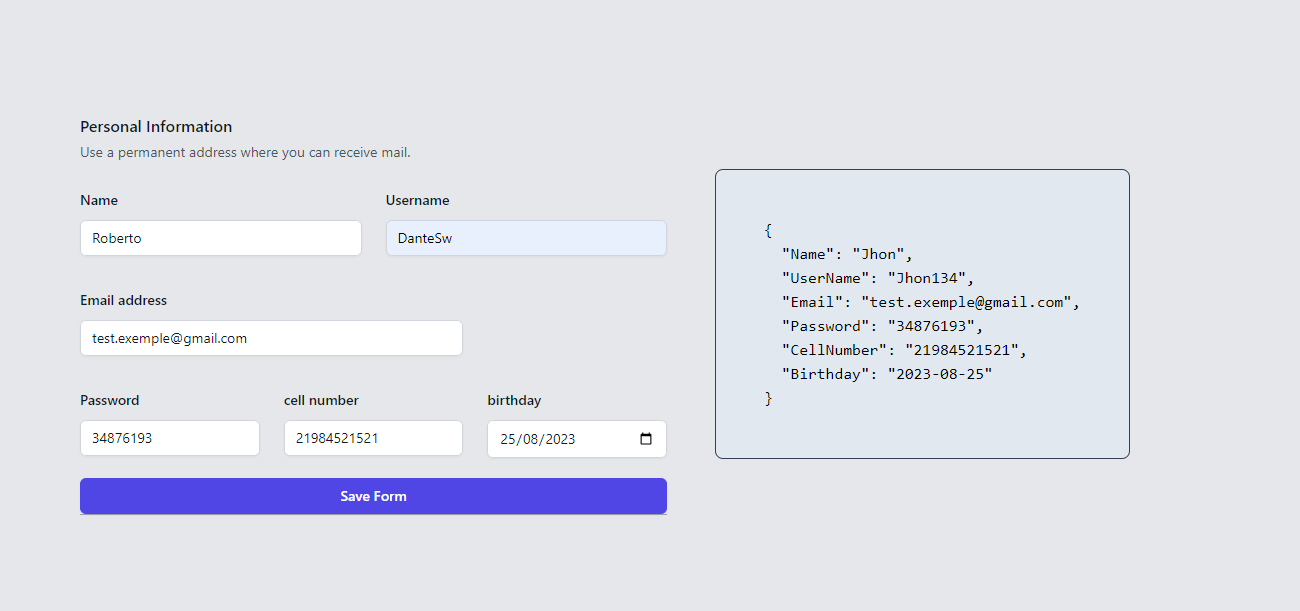 Personal Information
Use a permanent address where you can receive mail.
Name Username
Roberto DanteSw
Email address
test.exemple@gmail.com
Password cell number birthday
34876193 21984521521 25/08/2023
Save Form
{
"Name": "Jhon",
"UserName": "Jhon134",
"Email": "test.exemple@gmail.com",
"Password": "34876193",
"CellNumber": "21984521521",
"Birthday": "2023-08-25"
}